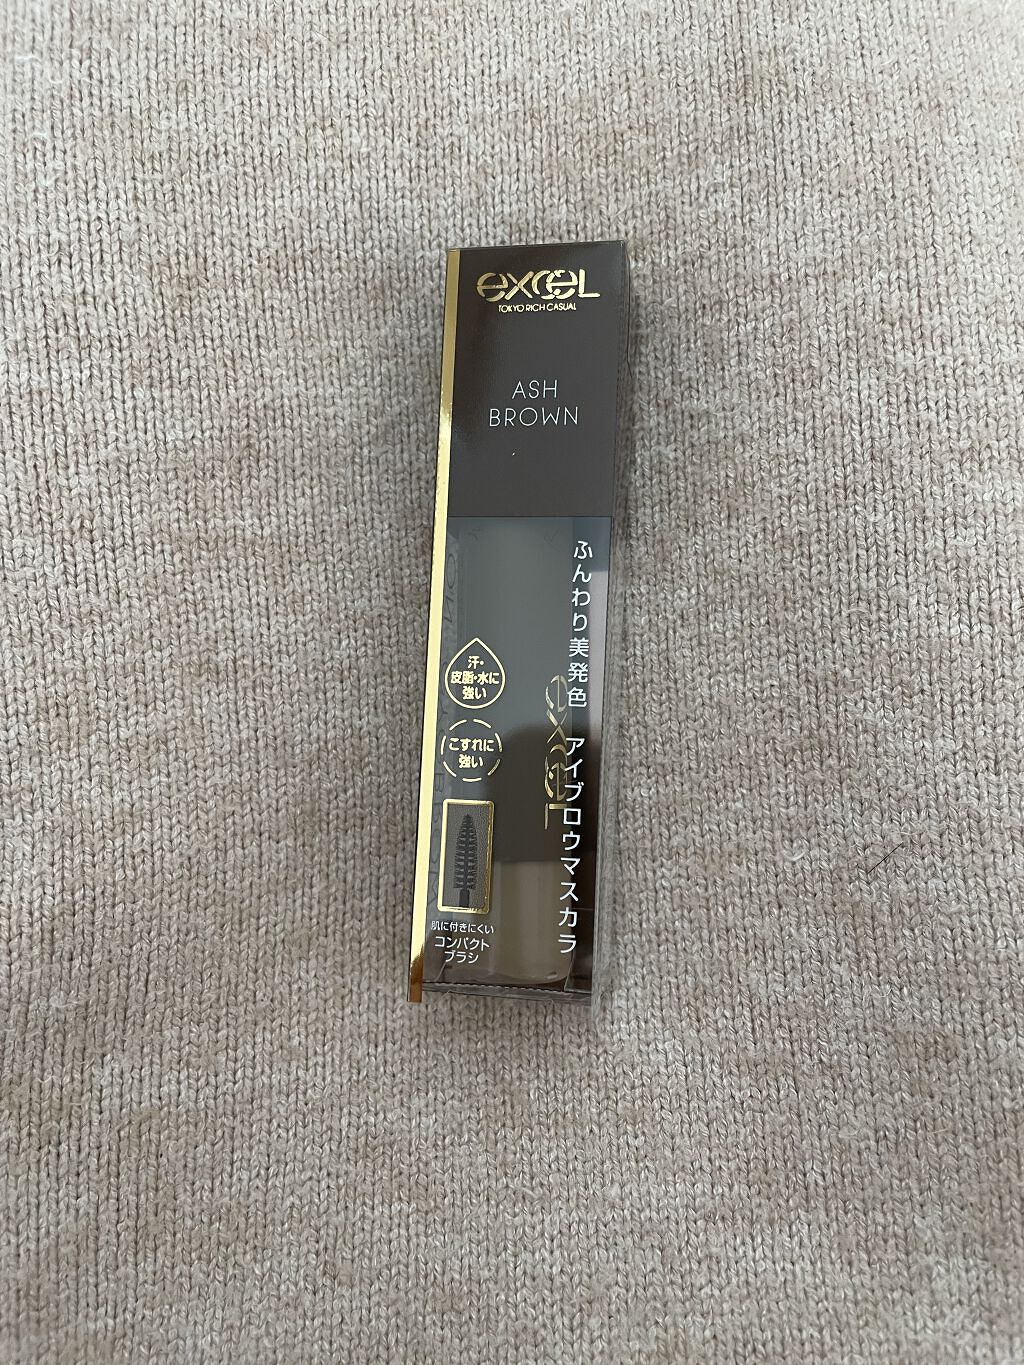 excel
TOKYO RICH CASUAL
ASH
BROWN
ふんわり美発色 アイブロウマスカラ
汗・
皮脂・水に
強い
こすれに
強い
肌に付きにくい
コンパクト
ブラシ
excel